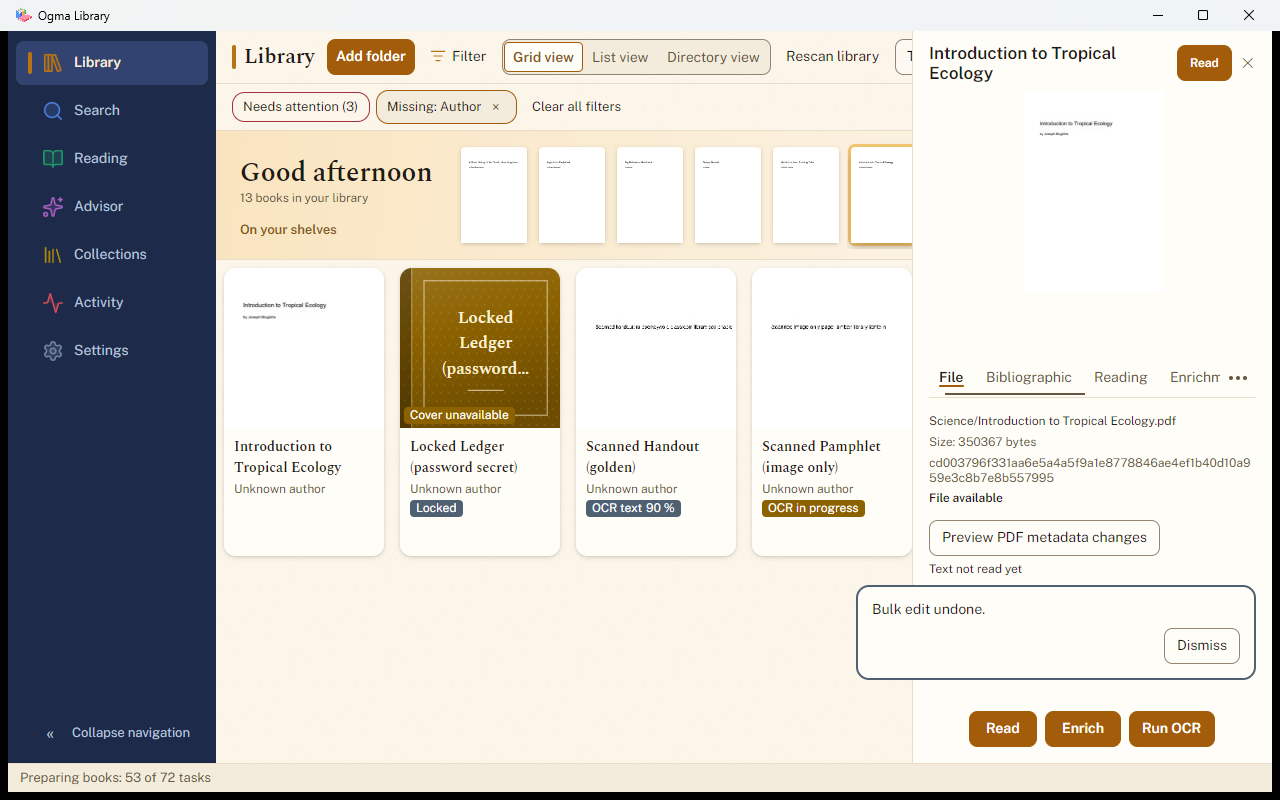 Ogma Library
Library
Search
Reading
Advisor
Collections
Activity
Settings
« Collapse navigation
Library
Add folder
Filter
Grid view
List view
Directory view
Rescan library
Needs attention (3)
Missing: Author ×
Clear all filters
Good afternoon
13 books in your library
On your shelves
Introduction to Tropical Ecology
by Joseph Mugisha
Introduction to
Tropical Ecology
Unknown author
Locked
Ledger
(password...
Cover unavailable
Locked Ledger
(password secret)
Unknown author
Locked
Scanned Handout
(golden)
Unknown author
OCR text 90 %
Scanned Pamphlet
(image only)
Unknown author
OCR in progress
Introduction to Tropical
Ecology
Read
Introduction to Tropical Ecology
by Joseph Mugisha
File
Bibliographic
Reading
Enrichm
Science/Introduction to Tropical Ecology.pdf
Size: 350367 bytes
cd003796f331aa6e5a4a5f9a1e8778846ae4ef1b40d10a9
59e3c8b7e8b557995
File available
Preview PDF metadata changes
Text not read yet
Bulk edit undone.
Dismiss
Read
Enrich
Run OCR
Preparing books: 53 of 72 tasks